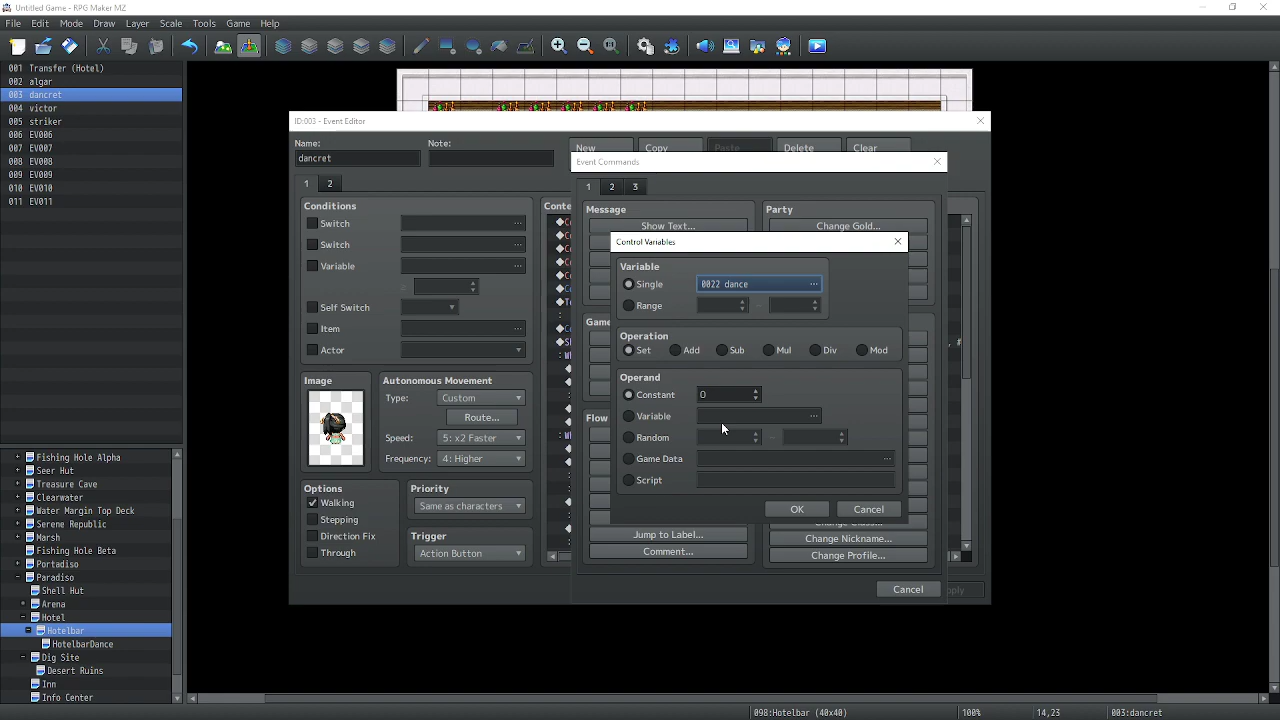 Untitled Game - RPG Maker MZ
File Edit Mode Draw Layer Scale Tools Game Help
001 Transfer (Hotel)
002 algar
003 dancret
004 victor
005 striker
006 EV006
007 EV007
008 EV008
009 EV009
010 EV010
011 EV011
Fishing Hole Alpha
Seer Hut
Treasure Cave
Clearwater
Water Margin Top Deck
Serene Republic
Marsh
Fishing Hole Beta
Portadiso
Paradiso
Shell Hut
Arena
Hotel
Hotelbar
HotelbarDance
Dig Site
Desert Ruins
Inn
Info Center
ID:003 - Event Editor
Name:
dancret
Note:
New
Copy
Paste
Delete
Clear
1 2
Conditions
Switch
Switch
Variable
Self Switch
Item
Actor
Image
Autonomous Movement
Type: Custom
Route...
Speed: 5: x2 Faster
Frequency: 4: Higher
Options
Walking
Stepping
Direction Fix
Through
Priority
Same as characters
Trigger
Action Button
Conte
Event Commands
1 2 3
Message
Show Text...
Party
Change Gold...
Game
Flow
Jump to Label...
Comment...
Change Nickname...
Change Profile...
Cancel
Control Variables
Variable
Single 0022 dance
Range
Operation
Set Add Sub Mul Div Mod
Operand
Constant 0
Variable
Random
Game Data
Script
OK Cancel
098:Hotelbar (40x40) 100% 14,23 003:dancret